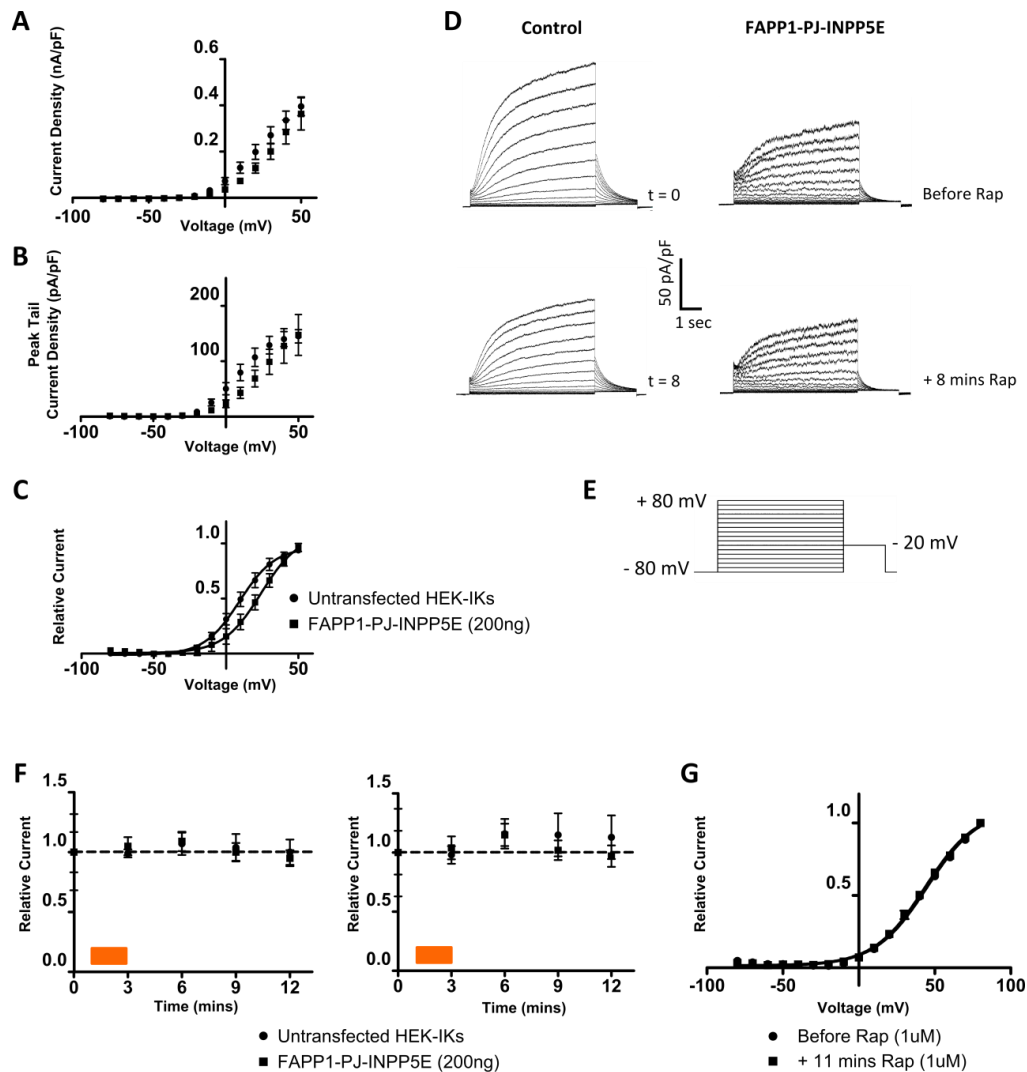 A
Current Density (nA/pF)
0.6
0.4
0.2
-100
-50
0
50
Voltage (mV)
B
Peak Tail
Current Density (pA/pF)
200
100
-100
-50
0
50
Voltage (mV)
C
Relative Current
1.0
0.5
-100
-50
0
50
Voltage (mV)
Untransfected HEK-IKs
FAPP1-PJ-INPP5E (200ng)
D
Control
FAPP1-PJ-INPP5E
t = 0
Before Rap
50 pA/pF
1 sec
t = 8
+ 8 mins Rap
E
+ 80 mV
- 80 mV
- 20 mV
F
Relative Current
1.5
1.0
0.5
0.0
0
3
6
9
12
Time (mins)
Relative Current
1.5
1.0
0.5
0.0
0
3
6
9
12
Time (mins)
Untransfected HEK-IKs
FAPP1-PJ-INPP5E (200ng)
G
Relative Current
1.0
0.5
-100
-50
0
50
100
Voltage (mV)
Before Rap (1uM)
+ 11 mins Rap (1uM)